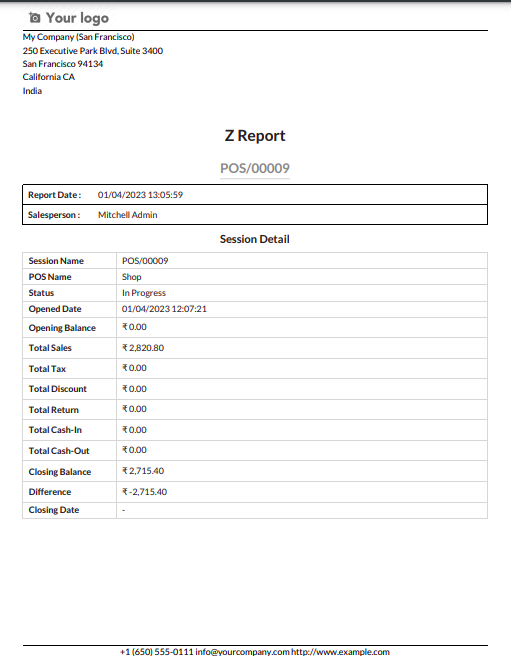 Your logo
My Company (San Francisco)
250 Executive Park Blvd, Suite 3400
San Francisco 94134
California CA
India
Z Report
POS/00009
Report Date : 01/04/2023 13:05:59
Salesperson : Mitchell Admin
Session Detail
Session Name POS/00009
POS Name Shop
Status In Progress
Opened Date 01/04/2023 12:07:21
Opening Balance ₹ 0.00
Total Sales ₹ 2,820.80
Total Tax ₹ 0.00
Total Discount ₹ 0.00
Total Return ₹ 0.00
Total Cash-In ₹ 0.00
Total Cash-Out ₹ 0.00
Closing Balance ₹ 2,715.40
Difference ₹ -2,715.40
Closing Date -
+1 (650) 555-0111 info@yourcompany.com http://www.example.com